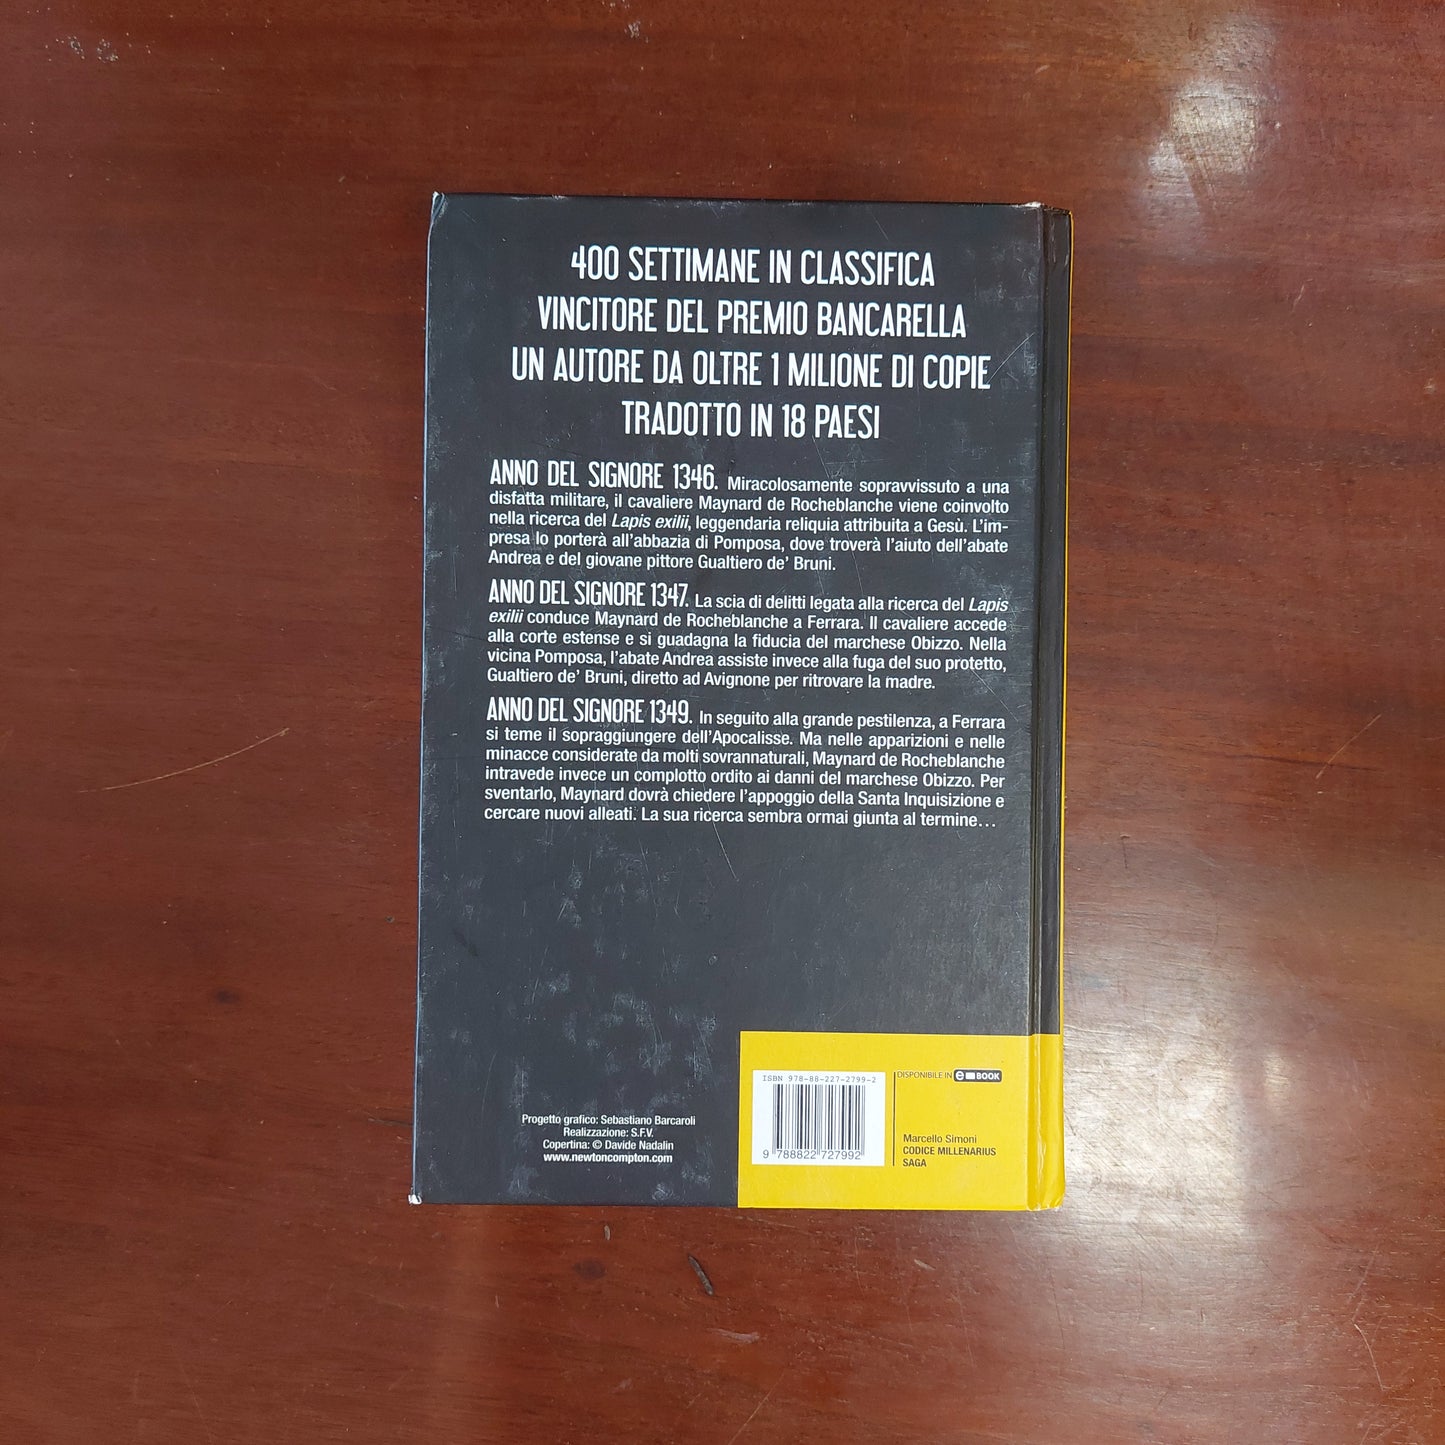 400 SETTIMANE IN CLASSIFICA
VINCITORE DEL PREMIO BANCARELLA
UN AUTORE DA OLTRE 1 MILIONE DI COPIE
TRADOTTO IN 18 PAESI
ANNO DEL SIGNORE 1346. Miracolosamente sopravvissuto a una
disfatta militare, il cavaliere Maynard de Rocheblanche viene coinvolto
nella ricerca del Lapis exilii, leggendaria reliquia attribuita a Gesù. L'im-
presa lo porterà all'abbazia di Pomposa, dove troverà l'aiuto dell'abate
Andrea e del giovane pittore Gualtiero de' Bruni.
ANNO DEL SIGNORE 1347. La scia di delitti legata alla ricerca del Lapis
exilii conduce Maynard de Rocheblanche a Ferrara. Il cavaliere accede
alla corte estense e si guadagna la fiducia del marchese Obizzo. Nella
vicina Pomposa, l'abate Andrea assiste invece alla fuga del suo protetto,
Gualtiero de' Bruni, diretto ad Avignone per ritrovare la madre.
ANNO DEL SIGNORE 1349. In seguito alla grande pestilenza, a Ferrara
si teme il sopraggiungere dell'Apocalisse. Ma nelle apparizioni e nelle
minacce considerate da molti sovrannaturali, Maynard de Rocheblanche
intravede invece un complotto ordito ai danni del marchese Obizzo. Per
sventarlo, Maynard dovrà chiedere l'appoggio della Santa Inquisizione e
cercare nuovi alleati. La sua ricerca sembra ormai giunta al termine…
Progetto grafico: Sebastiano Barcaroli
Realizzazione: S.F.V.
Copertina: © Davide Nadalin
www.newtoncompton.com
ISBN 978-88-227-2799-2
9 788822 727992
DISPONIBILE IN e BOOK
Marcello Simoni
CODICE MILLENARIUS
SAGA